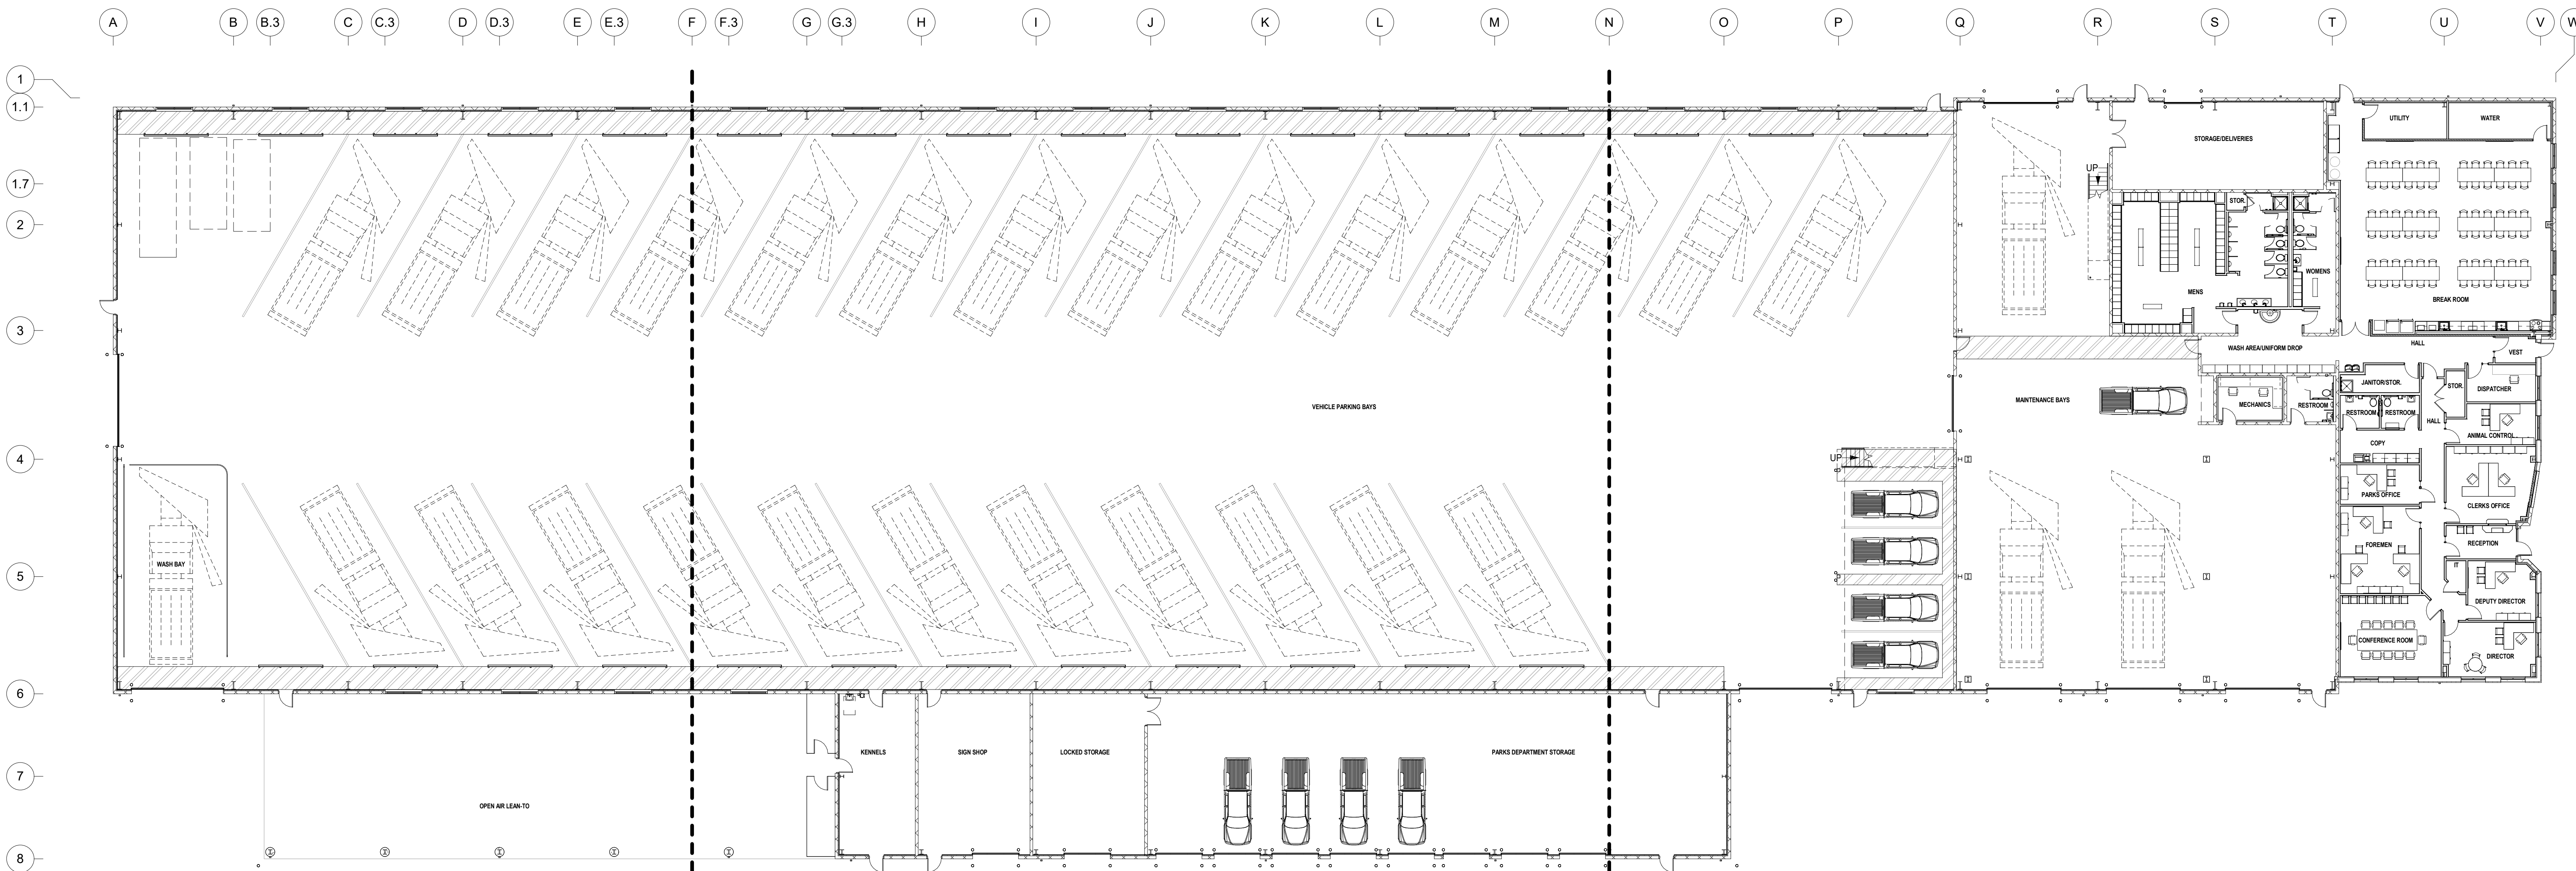 A B B.3 C C.3 D D.3 E E.3 F F.3 G G.3 H I J K L M N O P Q R S T U V W
1
1.1
UTILITY WATER
STORAGE/DELIVERIES
UP
1.7
STOR.
2
WOMENS
MENS
BREAK ROOM
3
HALL
WASH AREA/UNIFORM DROP
VEST
JANITOR/STOR.
STOR.
DISPATCHER
MAINTENANCE BAYS
MECHANICS
RESTROOM
VEHICLE PARKING BAYS
RESTROOM RESTROOM
HALL
ANIMAL CONTROL
COPY
4
UP
PARKS OFFICE
CLERKS OFFICE
RECEPTION
FOREMEN
WASH BAY
IT
5
DEPUTY DIRECTOR
CONFERENCE ROOM
DIRECTOR
6
KENNELS
SIGN SHOP
LOCKED STORAGE
PARKS DEPARTMENT STORAGE
7
OPEN AIR LEAN-TO
8